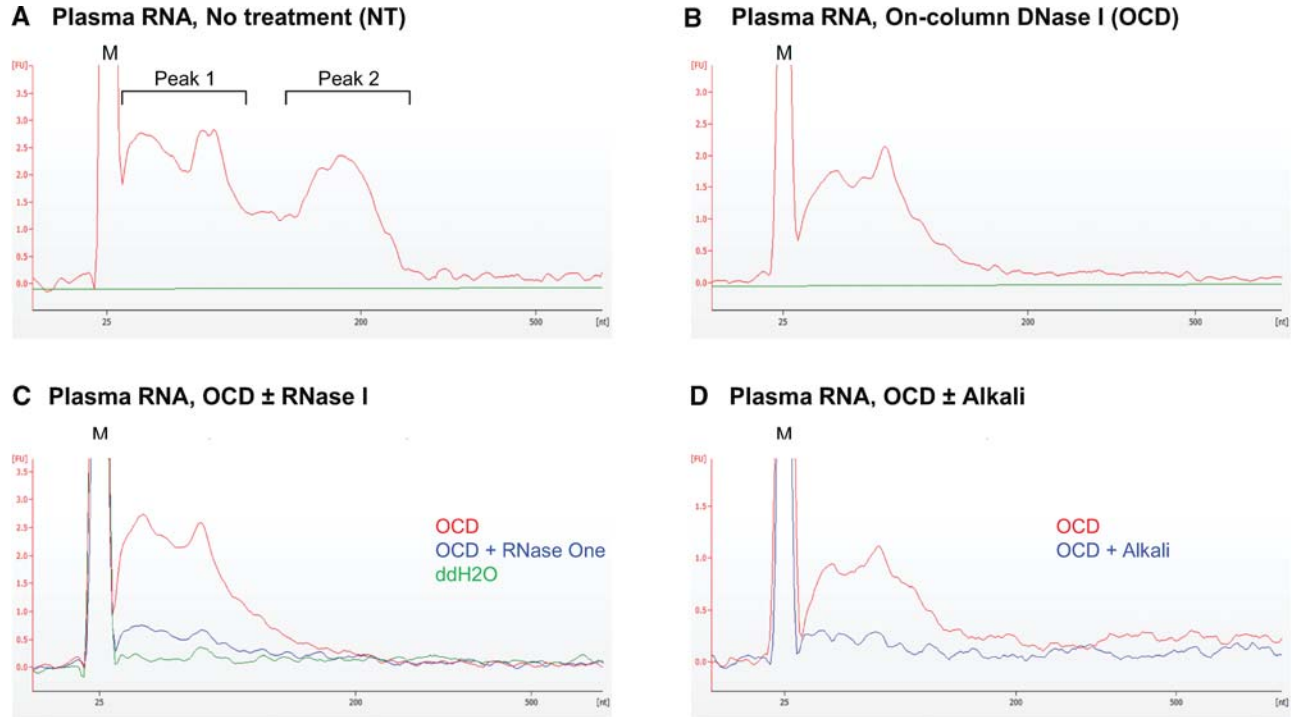 A Plasma RNA, No treatment (NT)
M
Peak 1
Peak 2
[FU]
3.5
3.0
2.5
2.0
1.5
1.0
0.5
0.0
25
200
500
[nt]
B Plasma RNA, On-column DNase I (OCD)
M
[FU]
3.0
2.5
2.0
1.5
1.0
0.5
0.0
25
200
500
[nt]
C Plasma RNA, OCD ± RNase I
M
[FU]
3.5
3.0
2.5
2.0
1.5
1.0
0.5
0.0
OCD
OCD + RNase One
ddH2O
25
200
500
[nt]
D Plasma RNA, OCD ± Alkali
M
[FU]
1.5
1.0
0.5
0.0
OCD
OCD + Alkali
25
200
500
[nt]